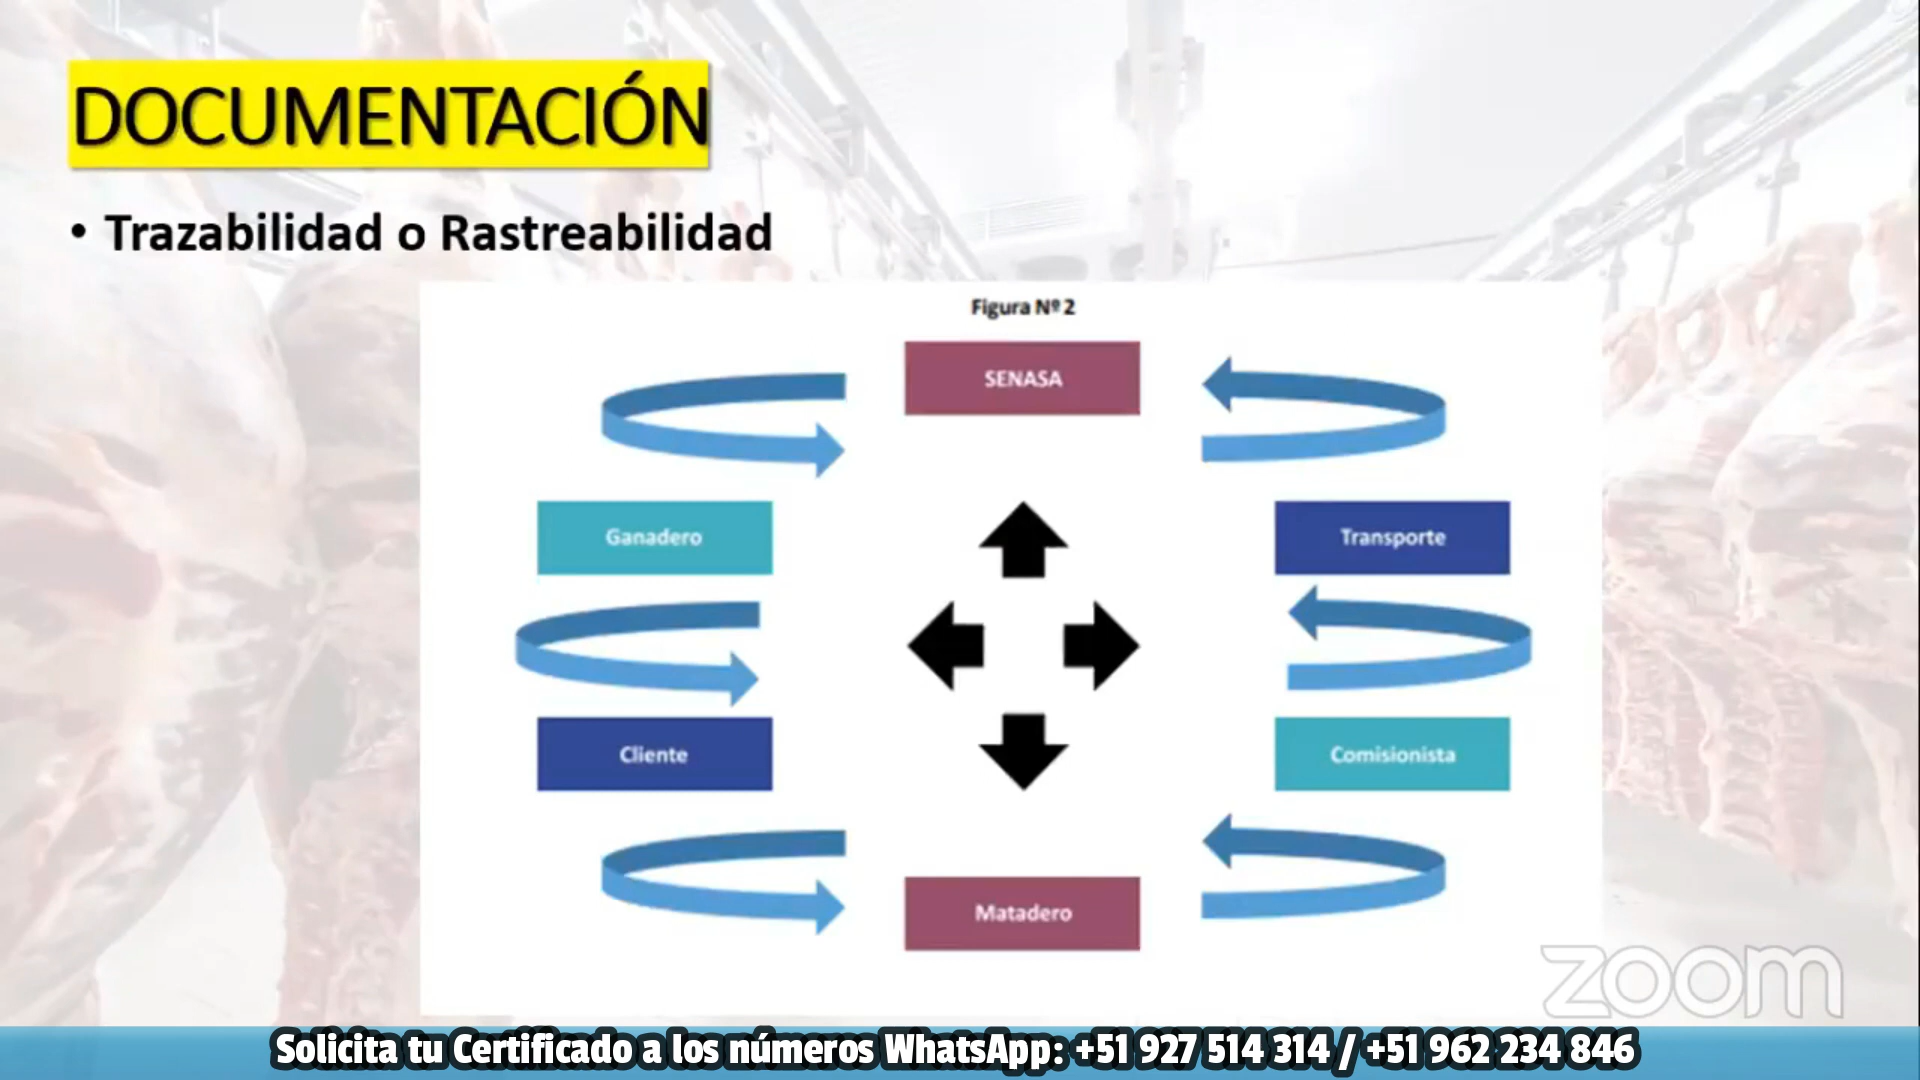 DOCUMENTACIÓN
• Trazabilidad o Rastreabilidad
Figura Nº 2
SENASA
Ganadero
Transporte
Cliente
Comisionista
Matadero
zoom
Solicita tu Certificado a los números WhatsApp: +51 927 514 314 / +51 962 234 846